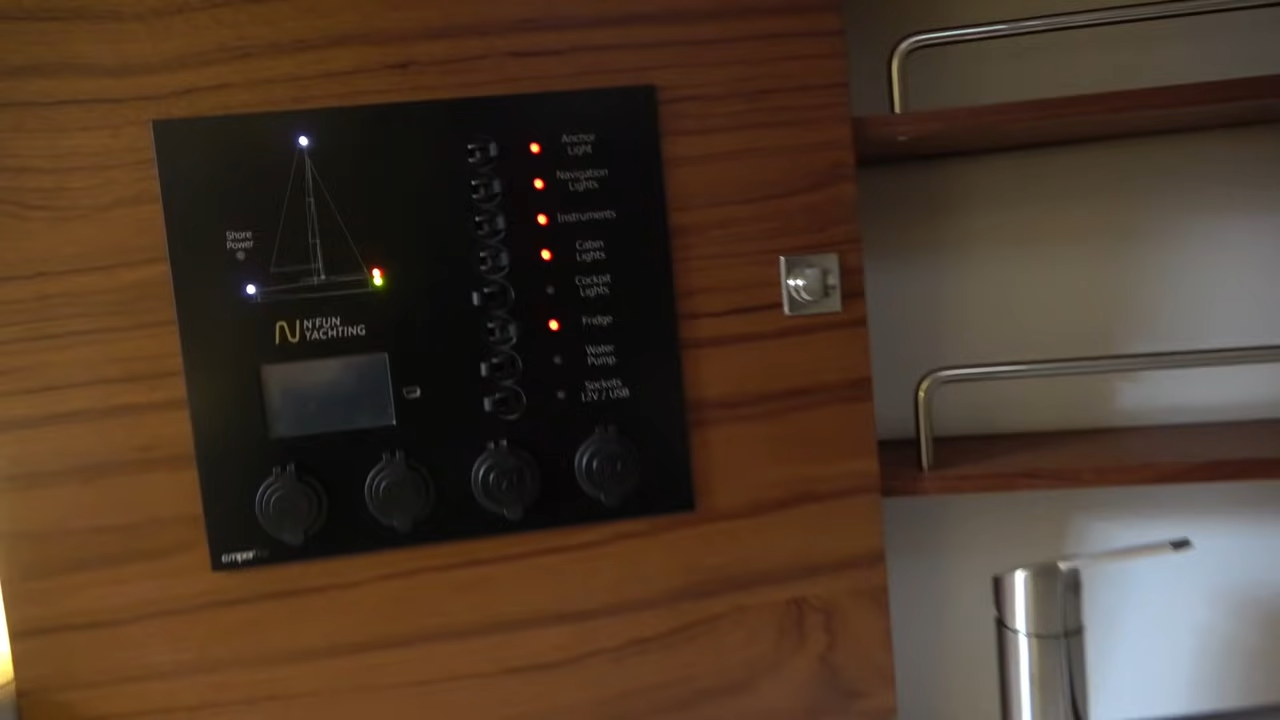 Shore
Power
N'FUN
YACHTING
Anchor
Light
Navigation
Lights
Instruments
Cabin
Lights
Cockpit
Lights
Fridge
Water
Pump
Sockets
12V / USB